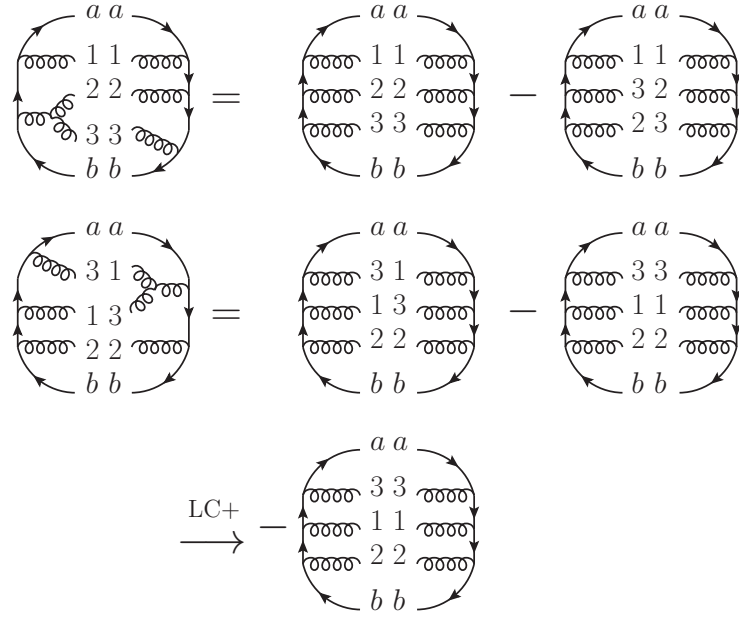 a a a a a a
1 1 1 1 1 1
2 2 = 2 2 − 3 2
3 3 3 3 2 3
b b b b b b
a a a a a a
3 1 3 1 3 3
1 3 = 1 3 − 1 1
2 2 2 2 2 2
b b b b b b
a a
LC+ 3 3
⟶ − 1 1
2 2
b b